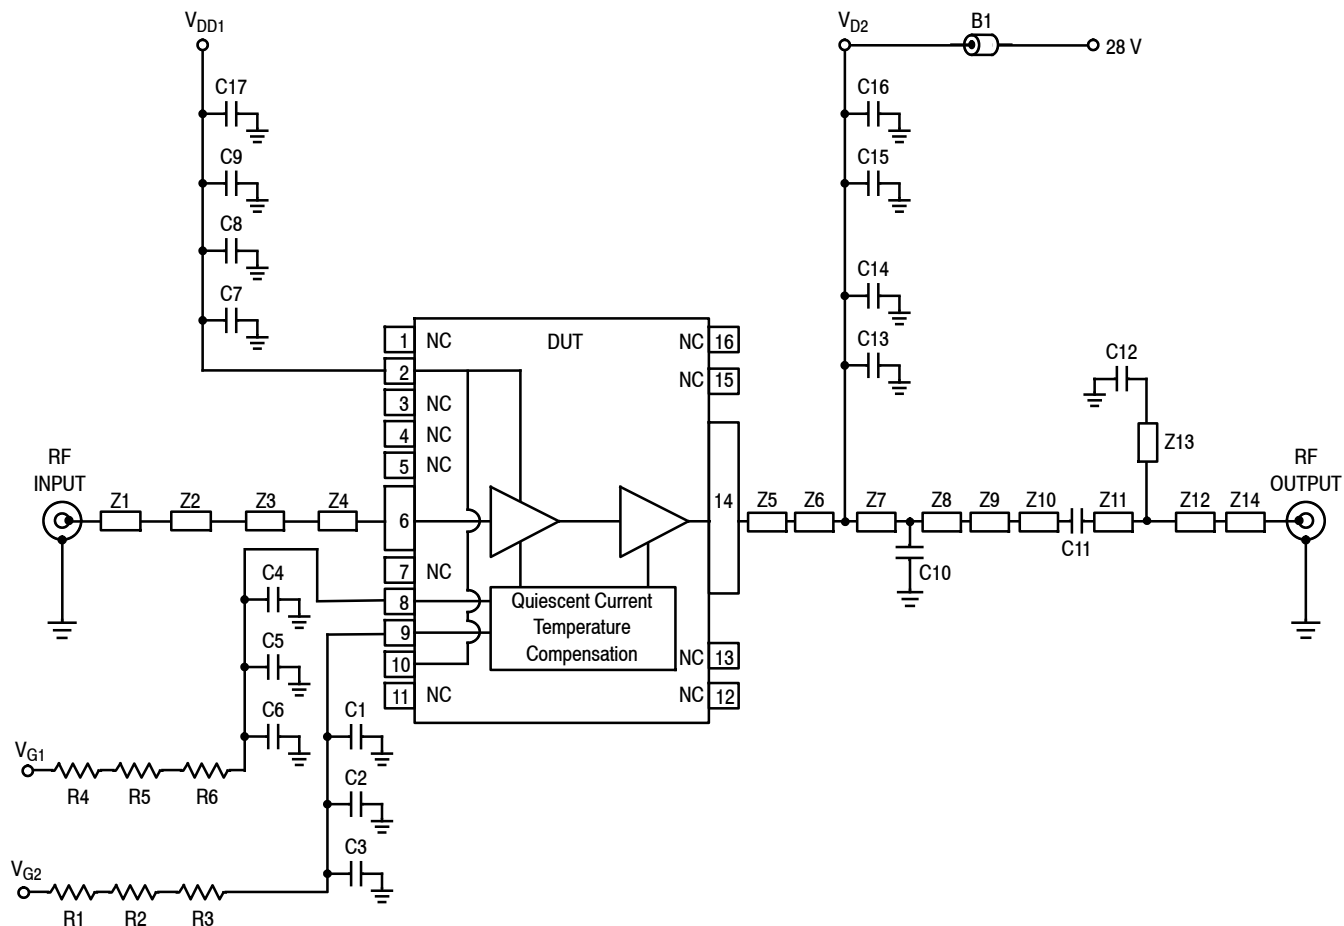 VDD1
VD2
B1
28 V
C17
C9
C8
C7
C16
C15
C14
C13
C12
Z13
DUT
1 NC
2
3 NC
4 NC
5 NC
6
7 NC
8
9
10
11 NC
NC 16
NC 15
14
NC 13
NC 12
RF
INPUT
Z1
Z2
Z3
Z4
Z5
Z6
Z7
Z8
Z9
Z10
C11
Z11
Z12
Z14
RF
OUTPUT
C10
Quiescent Current
Temperature
Compensation
C4
C5
C6
C1
C2
C3
VG1
R4
R5
R6
VG2
R1
R2
R3